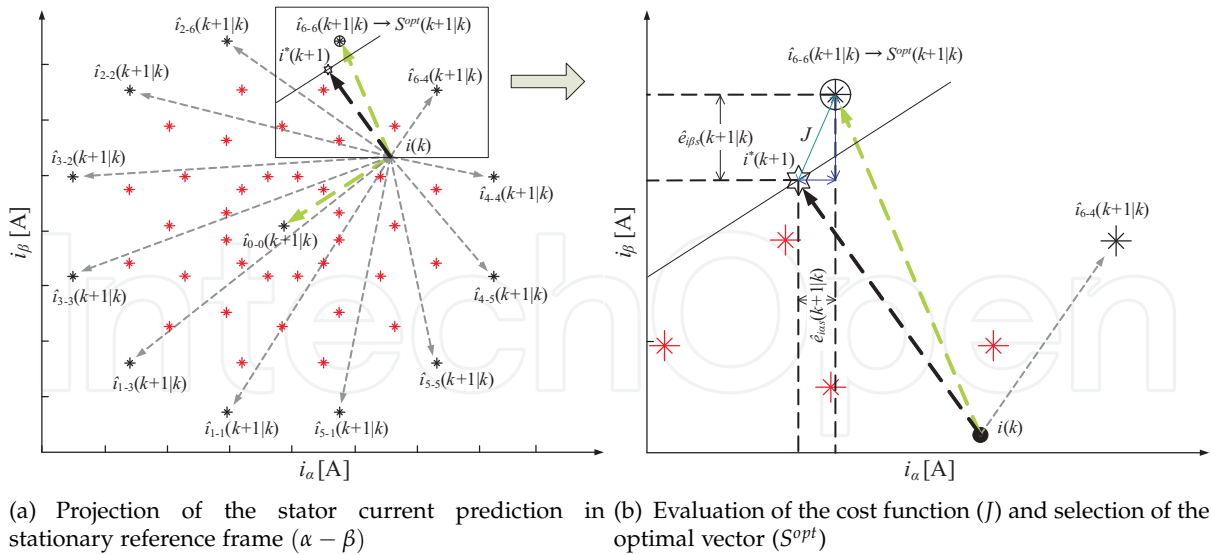 î2-6(k+1|k)
î6-6(k+1|k) → S^opt(k+1|k)
i*(k+1)
î2-2(k+1|k)
î6-4(k+1|k)
i(k)
î3-2(k+1|k)
î4-4(k+1|k)
î0-0(k+1|k)
î3-3(k+1|k)
î4-5(k+1|k)
î1-3(k+1|k)
î5-5(k+1|k)
î1-1(k+1|k)
î5-1(k+1|k)
iβ [A]
iα [A]
î6-6(k+1|k) → S^opt(k+1|k)
êiβs(k+1|k)
J
i*(k+1)
î6-4(k+1|k)
êiαs(k+1|k)
i(k)
iβ [A]
iα [A]
IntechOpen
(a) Projection of the stator current prediction in
stationary reference frame (α − β)
(b) Evaluation of the cost function (J) and selection of the
optimal vector (S^opt)